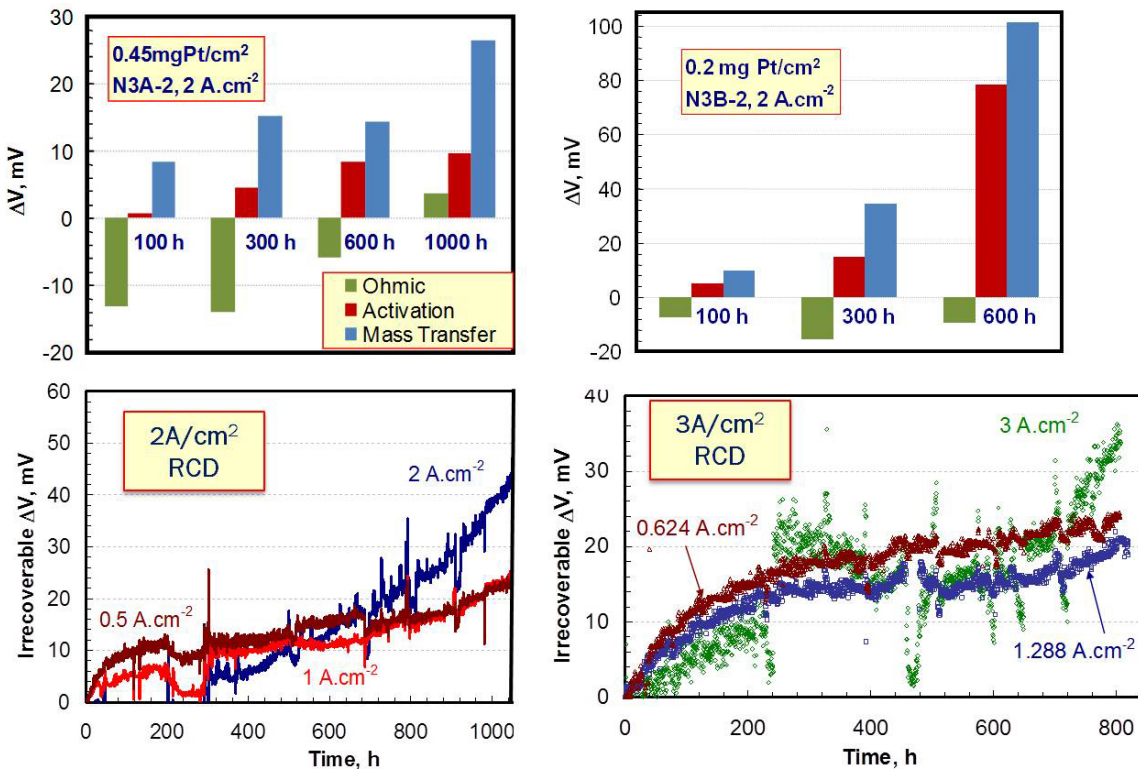 30
20
10
0
-10
-20
ΔV, mV
0.45mgPt/cm²
N3A-2, 2 A.cm⁻²
100 h
300 h
600 h
1000 h
Ohmic
Activation
Mass Transfer
100
80
60
40
20
0
-20
ΔV, mV
0.2 mg Pt/cm²
N3B-2, 2 A.cm⁻²
100 h
300 h
600 h
60
50
40
30
20
10
0
Irrecoverable ΔV, mV
2A/cm²
RCD
2 A.cm⁻²
0.5 A.cm⁻²
1 A.cm⁻²
0
200
400
600
800
1000
Time, h
40
30
20
10
0
Irrecoverable ΔV, mV
3A/cm²
RCD
3 A.cm⁻²
0.624 A.cm⁻²
1.288 A.cm⁻²
0
200
400
600
800
Time, h